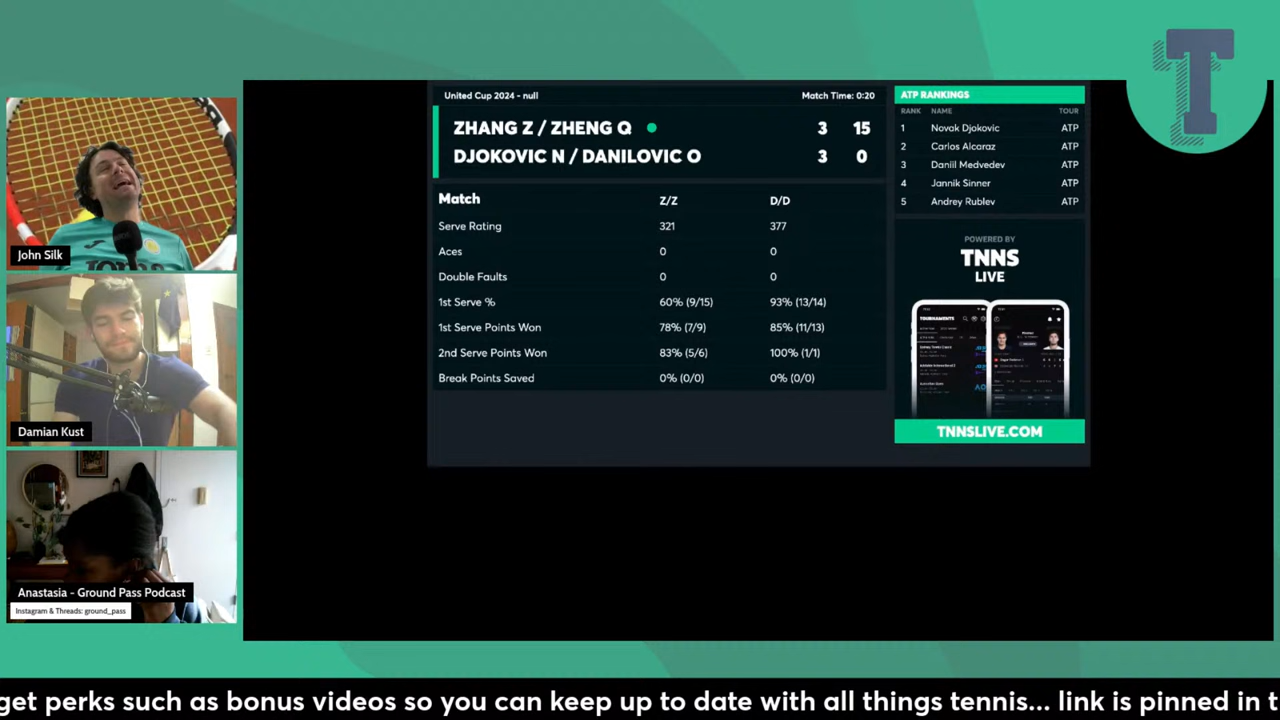 United Cup 2024 - null
Match Time: 0:20
ZHANG Z / ZHENG Q 3 15
DJOKOVIC N / DANILOVIC O 3 0
Match Z/Z D/D
Serve Rating 321 377
Aces 0 0
Double Faults 0 0
1st Serve % 60% (9/15) 93% (13/14)
1st Serve Points Won 78% (7/9) 85% (11/13)
2nd Serve Points Won 83% (5/6) 100% (1/1)
Break Points Saved 0% (0/0) 0% (0/0)
ATP RANKINGS
RANK NAME TOUR
1 Novak Djokovic ATP
2 Carlos Alcaraz ATP
3 Daniil Medvedev ATP
4 Jannik Sinner ATP
5 Andrey Rublev ATP
POWERED BY
TNNS
LIVE
TOURNAMENTS
TNNSLIVE.COM
T
John Silk
Joma
Damian Kust
Anastasia - Ground Pass Podcast
Instagram & Threads: ground_pass
get perks such as bonus videos so you can keep up to date with all things tennis... link is pinned in t